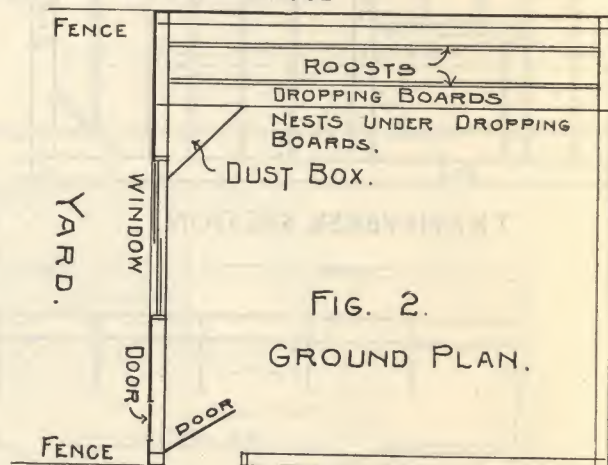 FENCE
ROOSTS
DROPPING BOARDS
NESTS UNDER DROPPING
BOARDS.
DUST BOX.
WINDOW
YARD.
FIG. 2.
GROUND PLAN.
DOOR
DOOR
FENCE